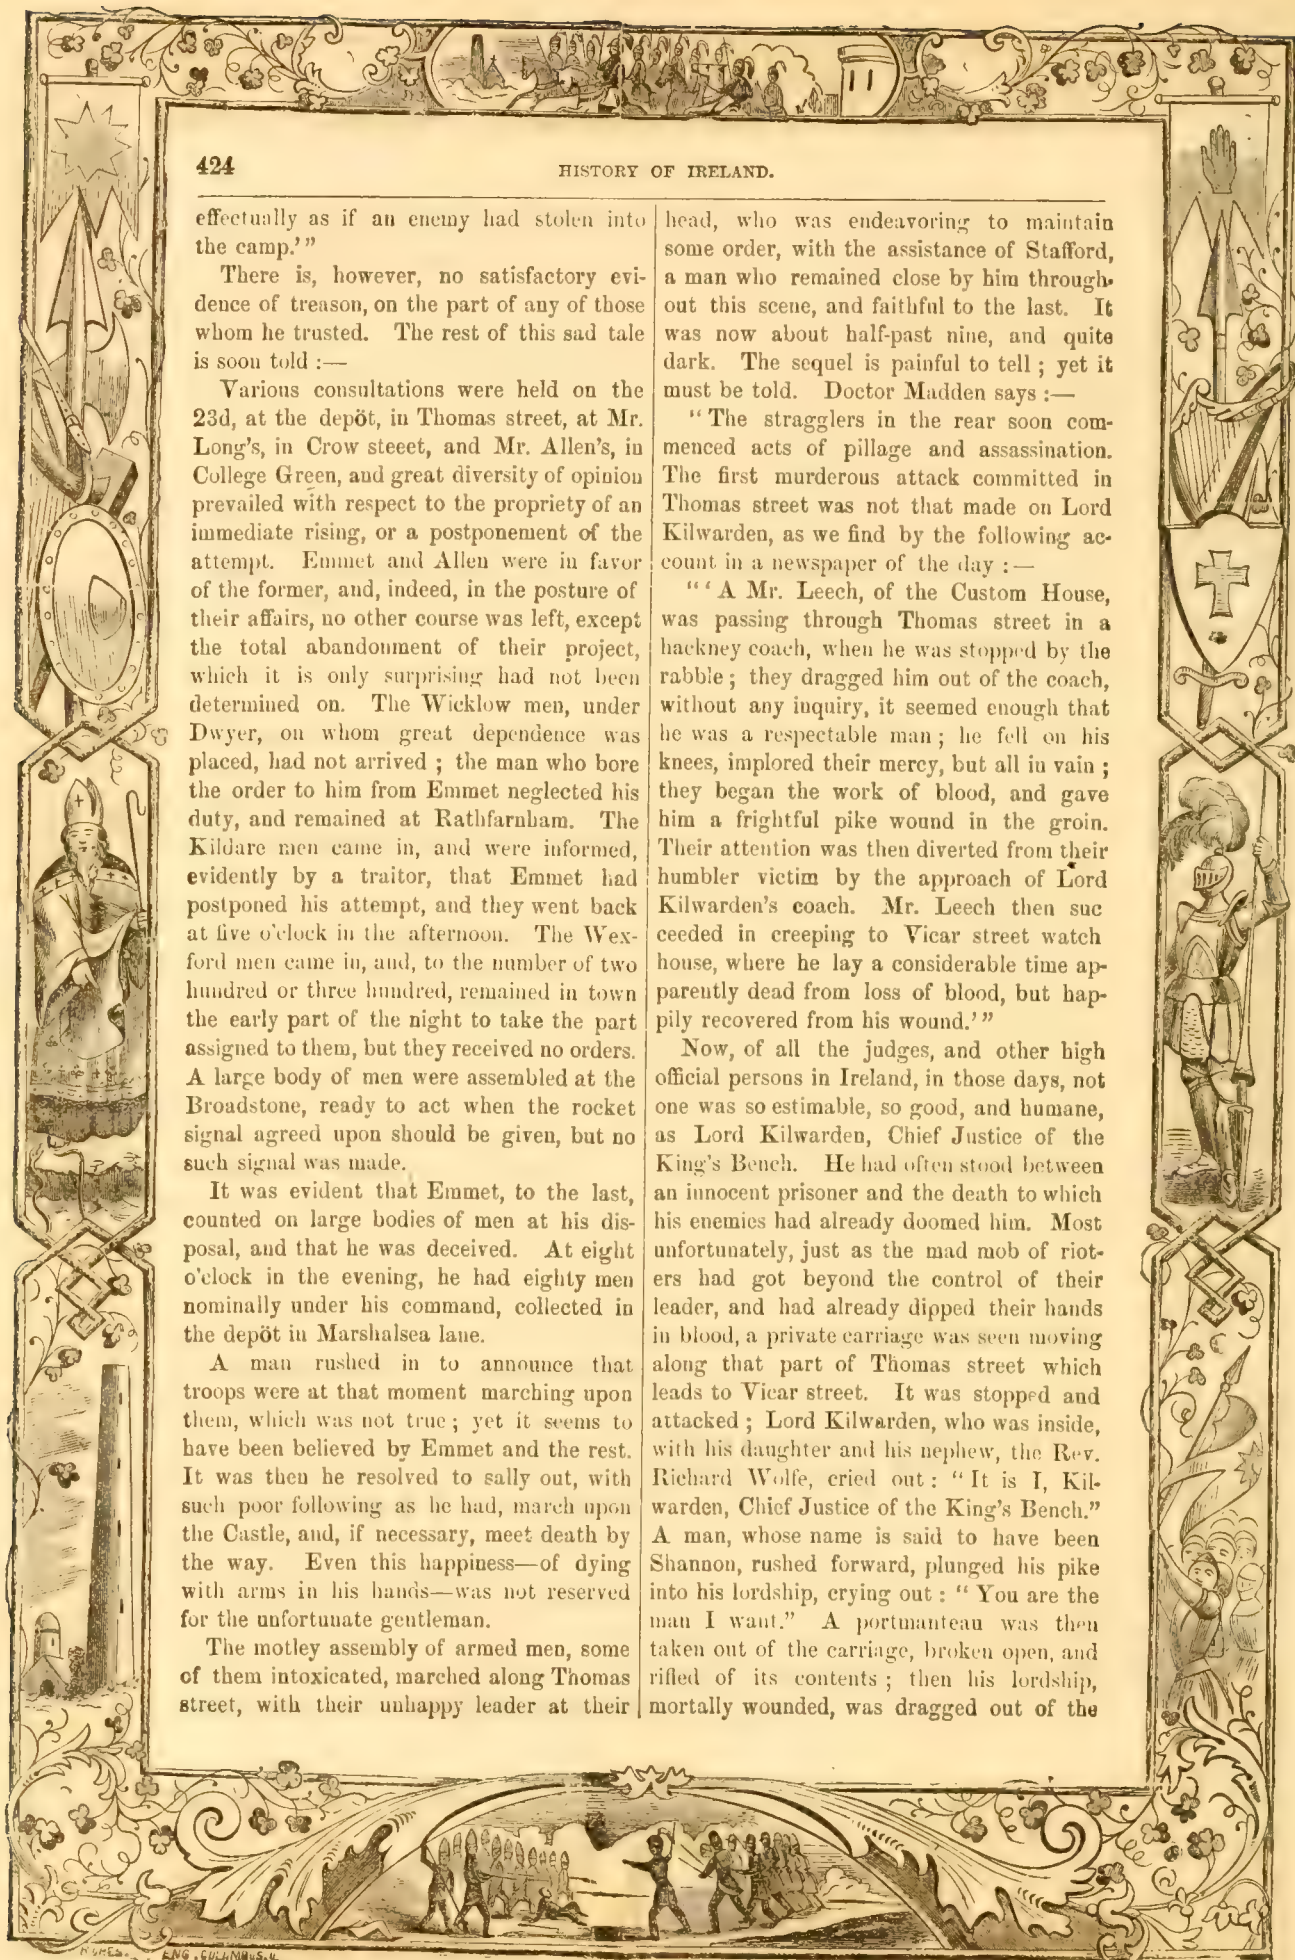 424
HISTORY OF IRELAND.
effectually as if an enemy had stolen into
the camp.’”
There is, however, no satisfactory evi-
dence of treason, on the part of any of those
whom he trusted. The rest of this sad tale
is soon told :—
Various consultations were held on the
23d, at the depöt, in Thomas street, at Mr.
Long's, in Crow steeet, and Mr. Allen's, in
College Green, and great diversity of opinion
prevailed with respect to the propriety of an
immediate rising, or a postponement of the
attempt. Emmet and Allen were in favor
of the former, and, indeed, in the posture of
their affairs, no other course was left, except
the total abandonment of their project,
which it is only surprising had not been
determined on. The Wicklow men, under
Dwyer, on whom great dependence was
placed, had not arrived ; the man who bore
the order to him from Emmet neglected his
duty, and remained at Rathfarnham. The
Kildare men came in, and were informed,
evidently by a traitor, that Emmet had
postponed his attempt, and they went back
at five o'clock in the afternoon. The Wex-
ford men came in, and, to the number of two
hundred or three hundred, remained in town
the early part of the night to take the part
assigned to them, but they received no orders.
A large body of men were assembled at the
Broadstone, ready to act when the rocket
signal agreed upon should be given, but no
such signal was made.
It was evident that Emmet, to the last,
counted on large bodies of men at his dis-
posal, and that he was deceived. At eight
o'clock in the evening, he had eighty men
nominally under his command, collected in
the depöt in Marshalsea lane.
A man rushed in to announce that
troops were at that moment marching upon
them, which was not true ; yet it seems to
have been believed by Emmet and the rest.
It was then he resolved to sally out, with
such poor following as he had, march upon
the Castle, and, if necessary, meet death by
the way. Even this happiness—of dying
with arms in his hands—was not reserved
for the unfortunate gentleman.
The motley assembly of armed men, some
of them intoxicated, marched along Thomas
street, with their unhappy leader at their
head, who was endeavoring to maintain
some order, with the assistance of Stafford,
a man who remained close by him through-
out this scene, and faithful to the last. It
was now about half-past nine, and quite
dark. The sequel is painful to tell ; yet it
must be told. Doctor Madden says :—
“ The stragglers in the rear soon com-
menced acts of pillage and assassination.
The first murderous attack committed in
Thomas street was not that made on Lord
Kilwarden, as we find by the following ac-
count in a newspaper of the day :—
“ ‘ A Mr. Leech, of the Custom House,
was passing through Thomas street in a
hackney coach, when he was stopped by the
rabble ; they dragged him out of the coach,
without any inquiry, it seemed enough that
he was a respectable man ; he fell on his
knees, implored their mercy, but all in vain ;
they began the work of blood, and gave
him a frightful pike wound in the groin.
Their attention was then diverted from their
humbler victim by the approach of Lord
Kilwarden's coach. Mr. Leech then suc
ceeded in creeping to Vicar street watch
house, where he lay a considerable time ap-
parently dead from loss of blood, but hap-
pily recovered from his wound.’ ”
Now, of all the judges, and other high
official persons in Ireland, in those days, not
one was so estimable, so good, and humane,
as Lord Kilwarden, Chief Justice of the
King's Bench. He had often stood between
an innocent prisoner and the death to which
his enemies had already doomed him. Most
unfortunately, just as the mad mob of riot-
ers had got beyond the control of their
leader, and had already dipped their hands
in blood, a private carriage was seen moving
along that part of Thomas street which
leads to Vicar street. It was stopped and
attacked ; Lord Kilwarden, who was inside,
with his daughter and his nephew, the Rev.
Richard Wolfe, cried out : “ It is I, Kil-
warden, Chief Justice of the King's Bench.”
A man, whose name is said to have been
Shannon, rushed forward, plunged his pike
into his lordship, crying out : “ You are the
man I want.” A portmanteau was then
taken out of the carriage, broken open, and
rifled of its contents ; then his lordship,
mortally wounded, was dragged out of the
ENG. COLUMBUS. O